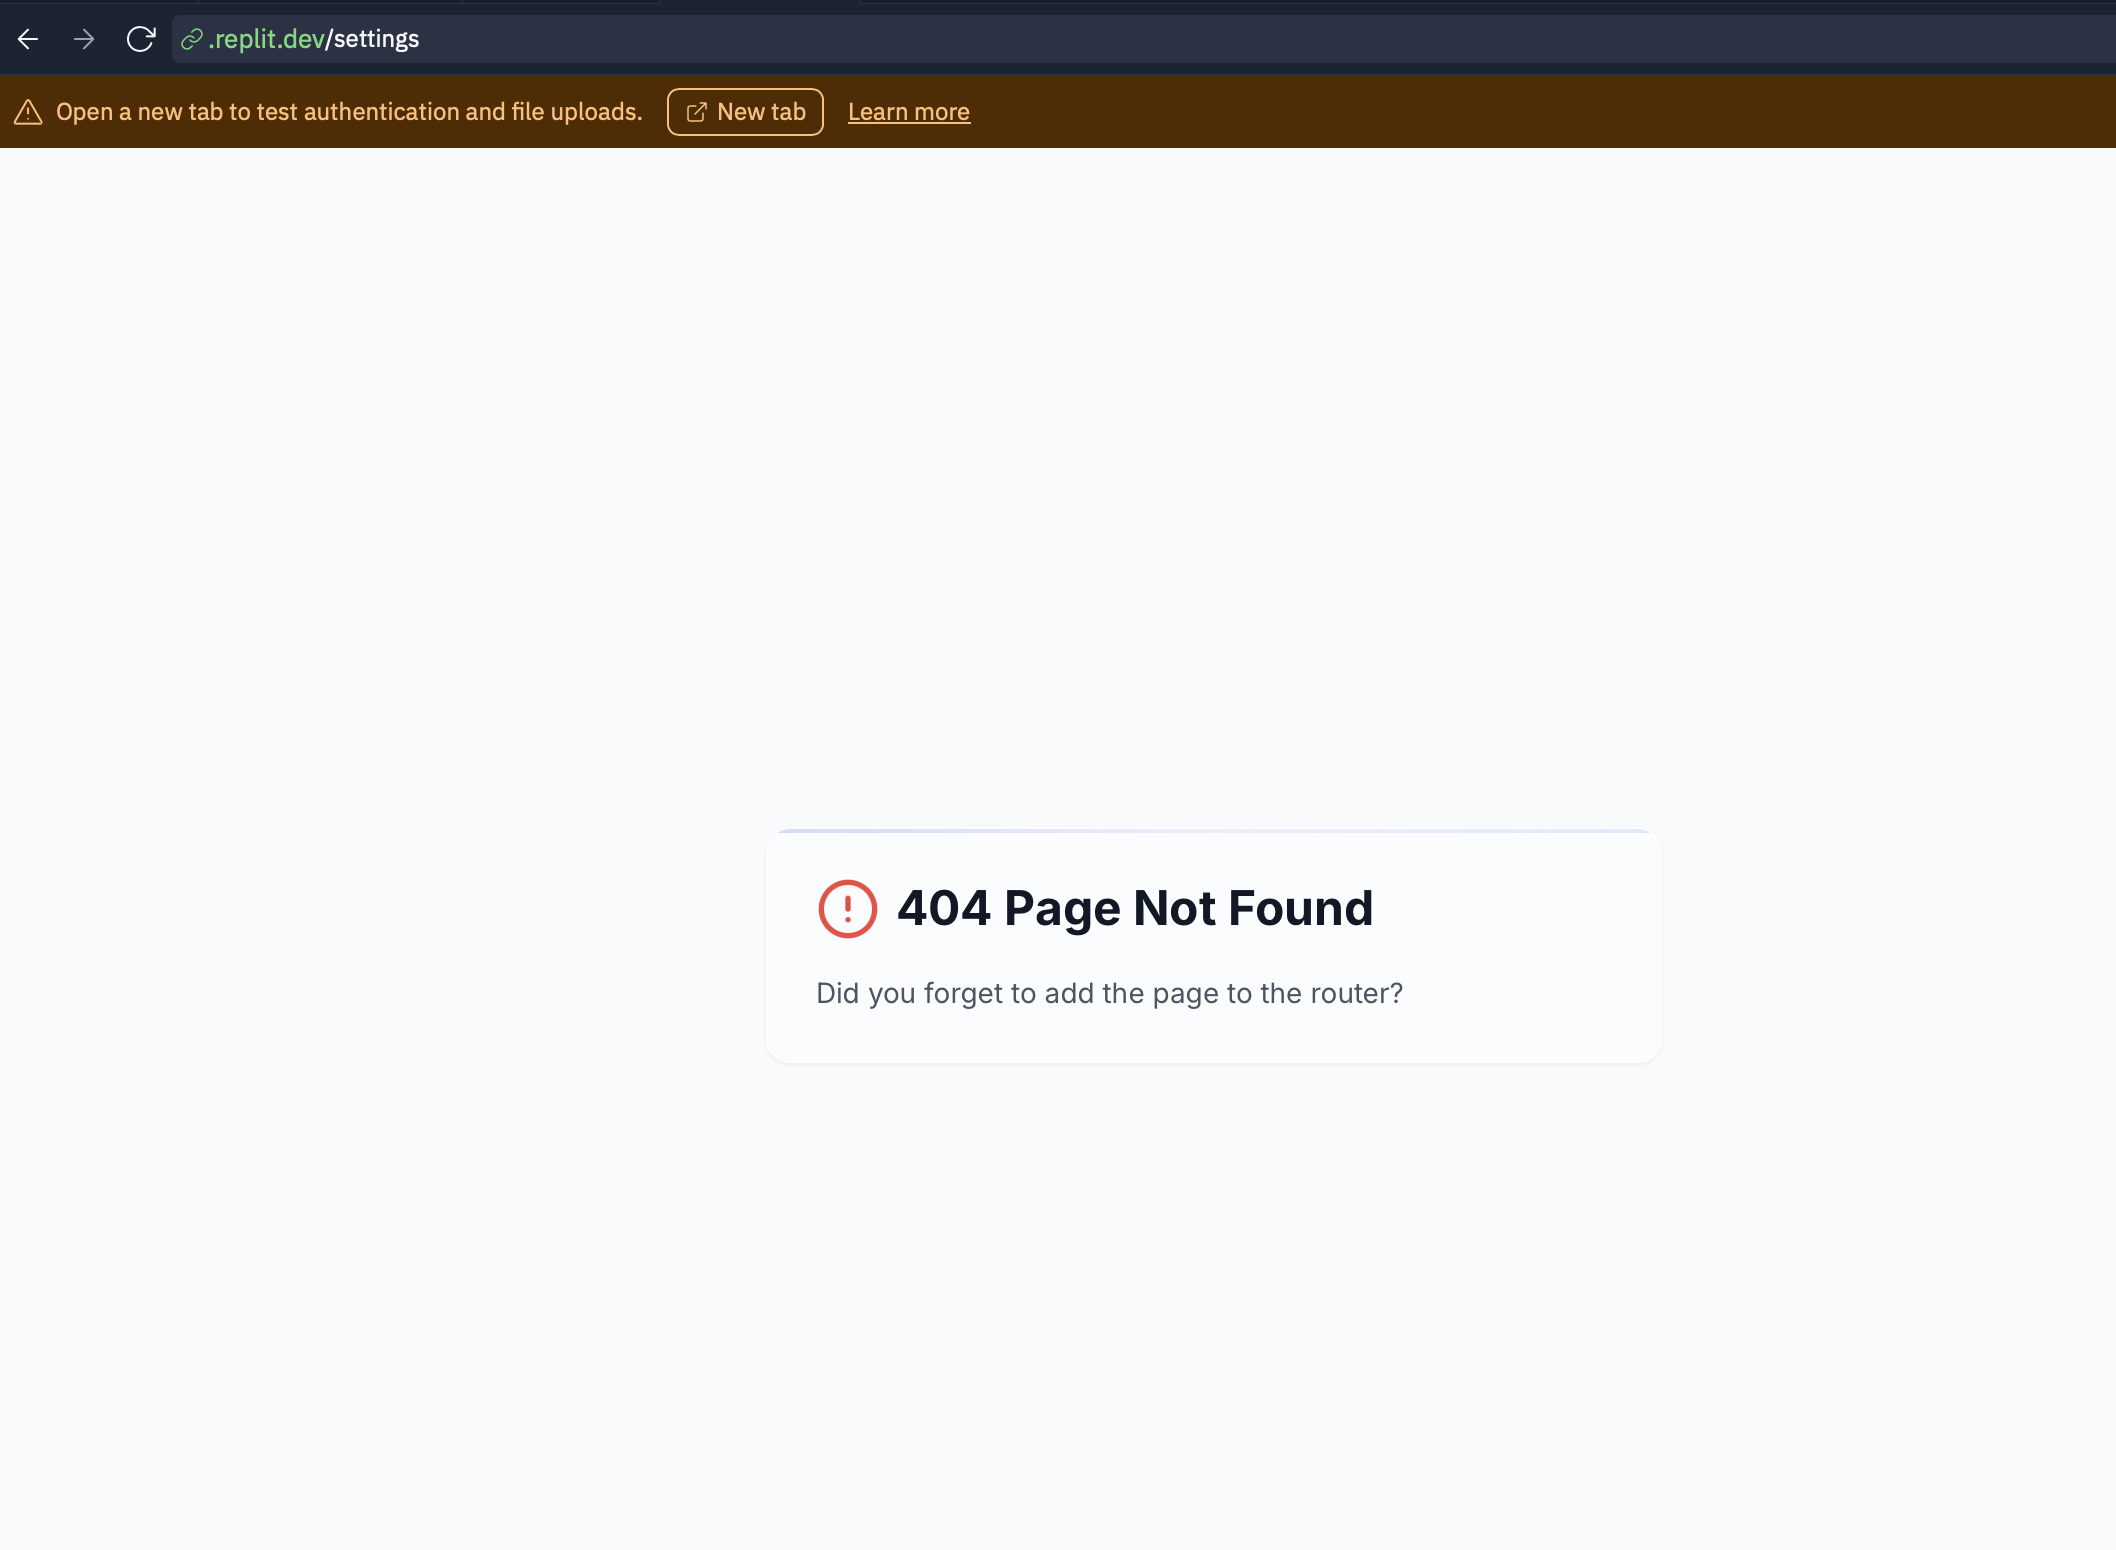 .replit.dev/settings
Open a new tab to test authentication and file uploads. New tab Learn more
404 Page Not Found
Did you forget to add the page to the router?